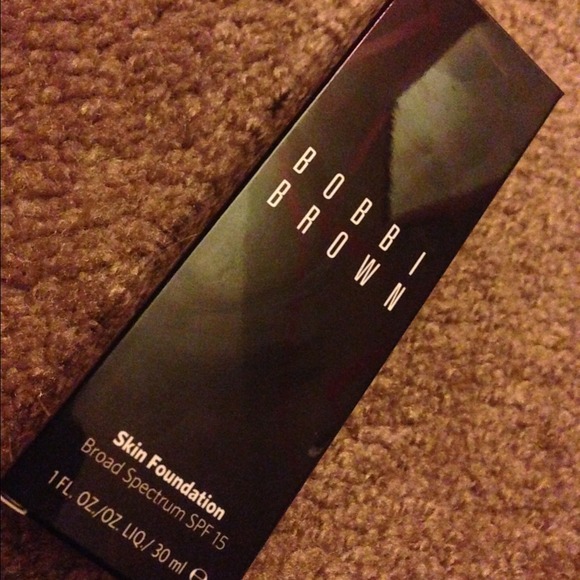 BOBBI
BROWN
Skin Foundation
Broad Spectrum SPF 15
1 FL. OZ./OZ. LIQ./30 ml ℮